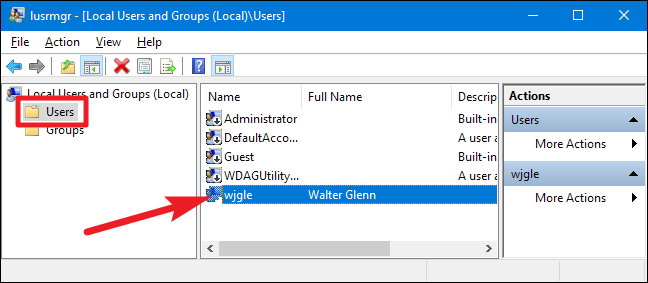 lusrmgr - [Local Users and Groups (Local)\Users]
File Action View Help
Local Users and Groups (Local)
Users
Groups
Name Full Name Descrip
Administrator Built-in
DefaultAcco... A user a
Guest Built-in
WDAGUtility... A user a
wjgle Walter Glenn
Actions
Users
More Actions
wjgle
More Actions